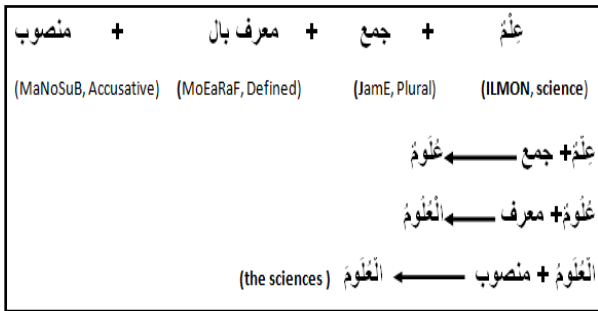 عِلْمٌ + جمع + معرف بال + منصوب
(ILMON, science) (JamE, Plural) (MoEaRaF, Defined) (MaNoSuB, Accusative)
عِلْمٌ+ جمع ← عُلُومٌ
عُلُومٌ+ معرف ← الْعُلُومُ
الْعُلُومُ + منصوب ← الْعُلُومَ (the sciences )